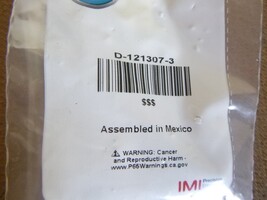 D-121307-3
$$$
Assembled in Mexico
⚠ WARNING: Cancer
and Reproductive Harm -
www.P65Warnings.ca.gov
IMI